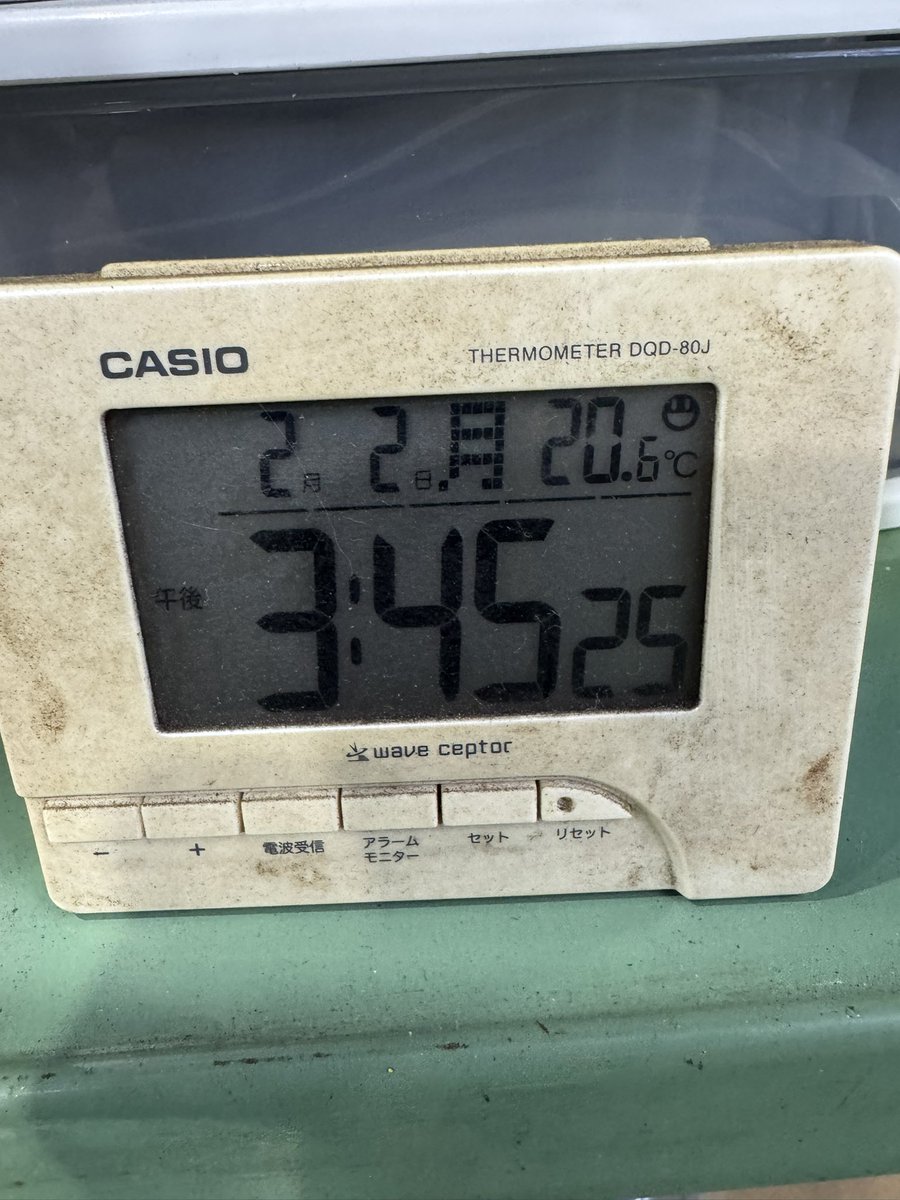 CASIO THERMOMETER DQD-80J
2月 2日 月 20.6℃
午後 3:45 25
wave ceptor
− + 電波受信 アラーム モニター セット リセット